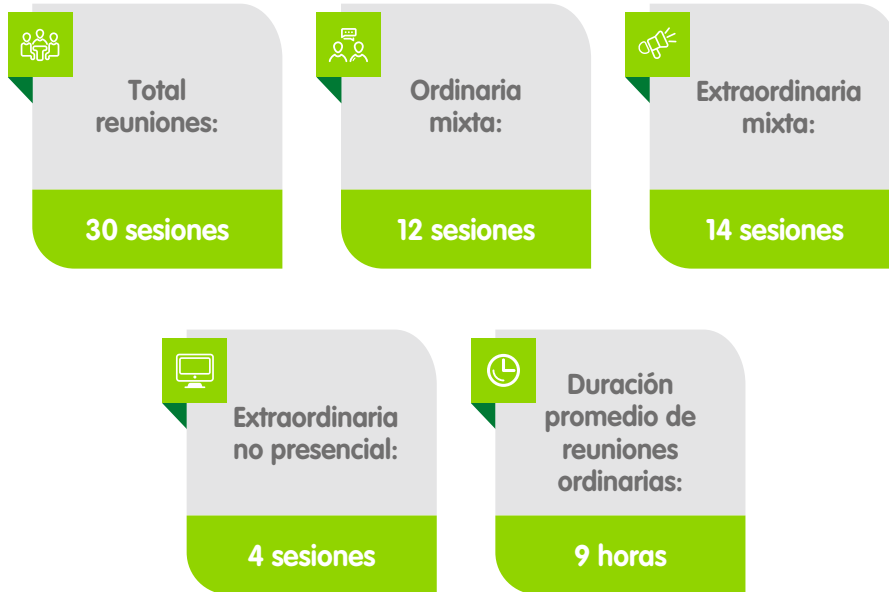 Total
reuniones:
30 sesiones
Ordinaria
mixta:
12 sesiones
Extraordinaria
mixta:
14 sesiones
Extraordinaria
no presencial:
4 sesiones
Duración
promedio de
reuniones
ordinarias:
9 horas